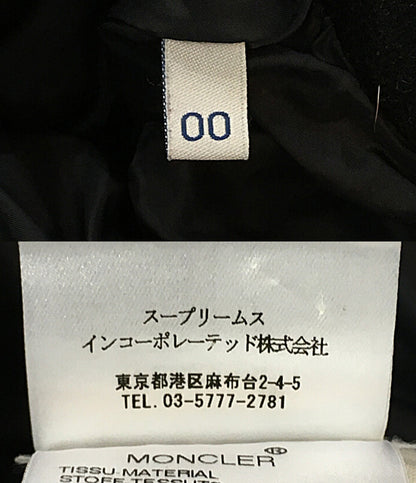 00
スープリームス
インコーポレーテッド株式会社
東京都港区麻布台2-4-5
TEL. 03-5777-2781
MONCLER®
TISSU-MATERIAL
STOFF-TESSUTO